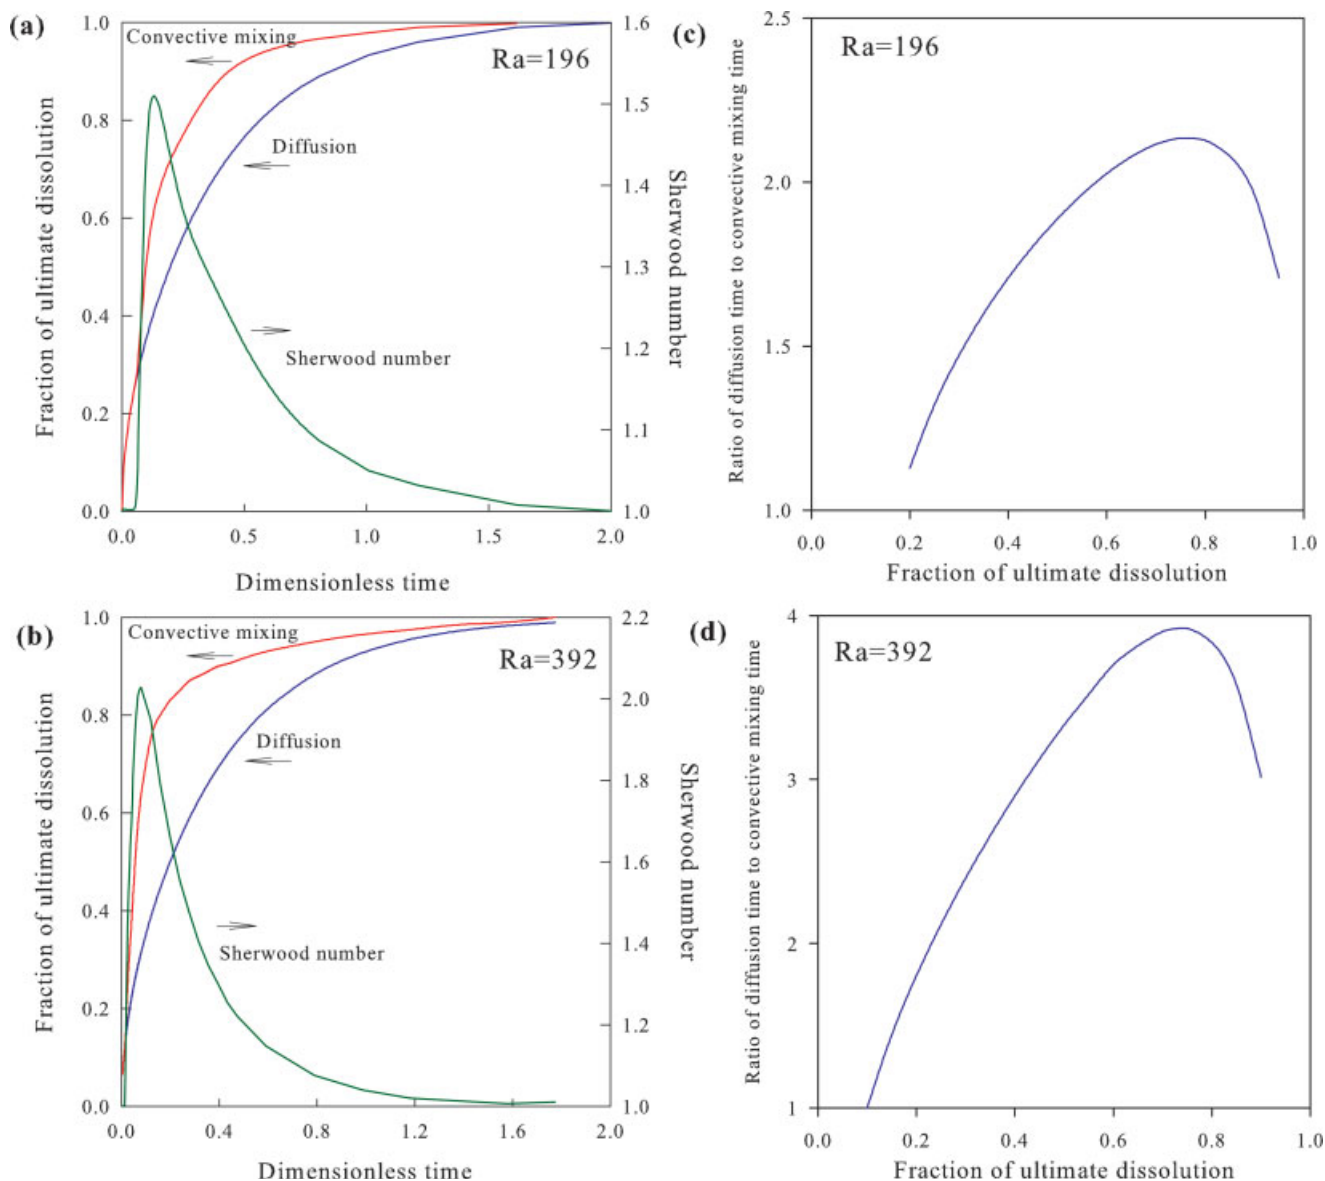 (a)
Convective mixing
Ra=196
Diffusion
Sherwood number
Fraction of ultimate dissolution
1.0
0.8
0.6
0.4
0.2
0.0
Sherwood number
1.6
1.5
1.4
1.3
1.2
1.1
1.0
0.0 0.5 1.0 1.5 2.0
Dimensionless time
(c)
Ra=196
Ratio of diffusion time to convective mixing time
2.5
2.0
1.5
1.0
0.0 0.2 0.4 0.6 0.8 1.0
Fraction of ultimate dissolution
(b)
Convective mixing
Ra=392
Diffusion
Sherwood number
Fraction of ultimate dissolution
1.0
0.8
0.6
0.4
0.2
0.0
Sherwood number
2.2
2.0
1.8
1.6
1.4
1.2
1.0
0.0 0.4 0.8 1.2 1.6 2.0
Dimensionless time
(d)
Ra=392
Ratio of diffusion time to convective mixing time
4
3
2
1
0.0 0.2 0.4 0.6 0.8 1.0
Fraction of ultimate dissolution